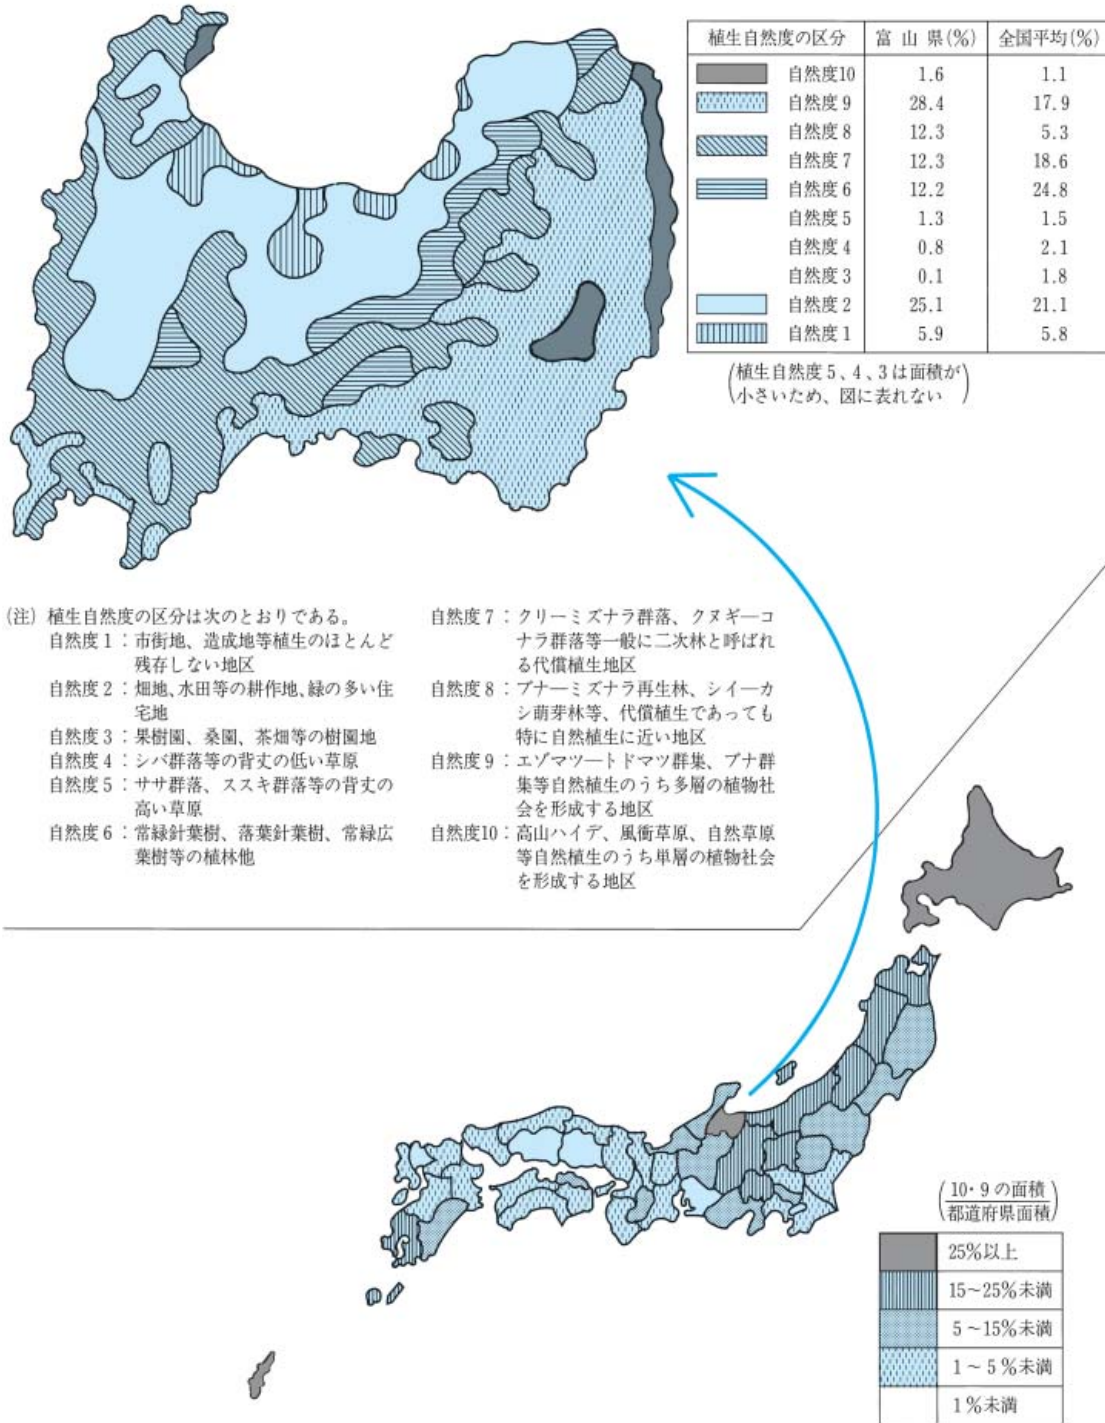 植生自然度の区分 富山県(%) 全国平均(%)
自然度10 1.6 1.1
自然度9 28.4 17.9
自然度8 12.3 5.3
自然度7 12.3 18.6
自然度6 12.2 24.8
自然度5 1.3 1.5
自然度4 0.8 2.1
自然度3 0.1 1.8
自然度2 25.1 21.1
自然度1 5.9 5.8
(植生自然度5、4、3は面積が
小さいため、図に表れない)
(注) 植生自然度の区分は次のとおりである。
自然度1：市街地、造成地等植生のほとんど
残存しない地区
自然度2：畑地、水田等の耕作地、緑の多い住
宅地
自然度3：果樹園、桑園、茶畑等の樹園地
自然度4：シバ群落等の背丈の低い草原
自然度5：ササ群落、ススキ群落等の背丈の
高い草原
自然度6：常緑針葉樹、落葉針葉樹、常緑広
葉樹等の植林他
自然度7：クリーミズナラ群落、クヌギ―コ
ナラ群落等一般に二次林と呼ばれ
る代償植生地区
自然度8：ブナ―ミズナラ再生林、シイ―カ
シ萌芽林等、代償植生であっても
特に自然植生に近い地区
自然度9：エゾマツ―トドマツ群集、ブナ群
集等自然植生のうち多層の植物社
会を形成する地区
自然度10：高山ハイデ、風衝草原、自然草原
等自然植生のうち単層の植物社会
を形成する地区
(10・9の面積
都道府県面積)
25%以上
15～25%未満
5～15%未満
1～5%未満
1%未満